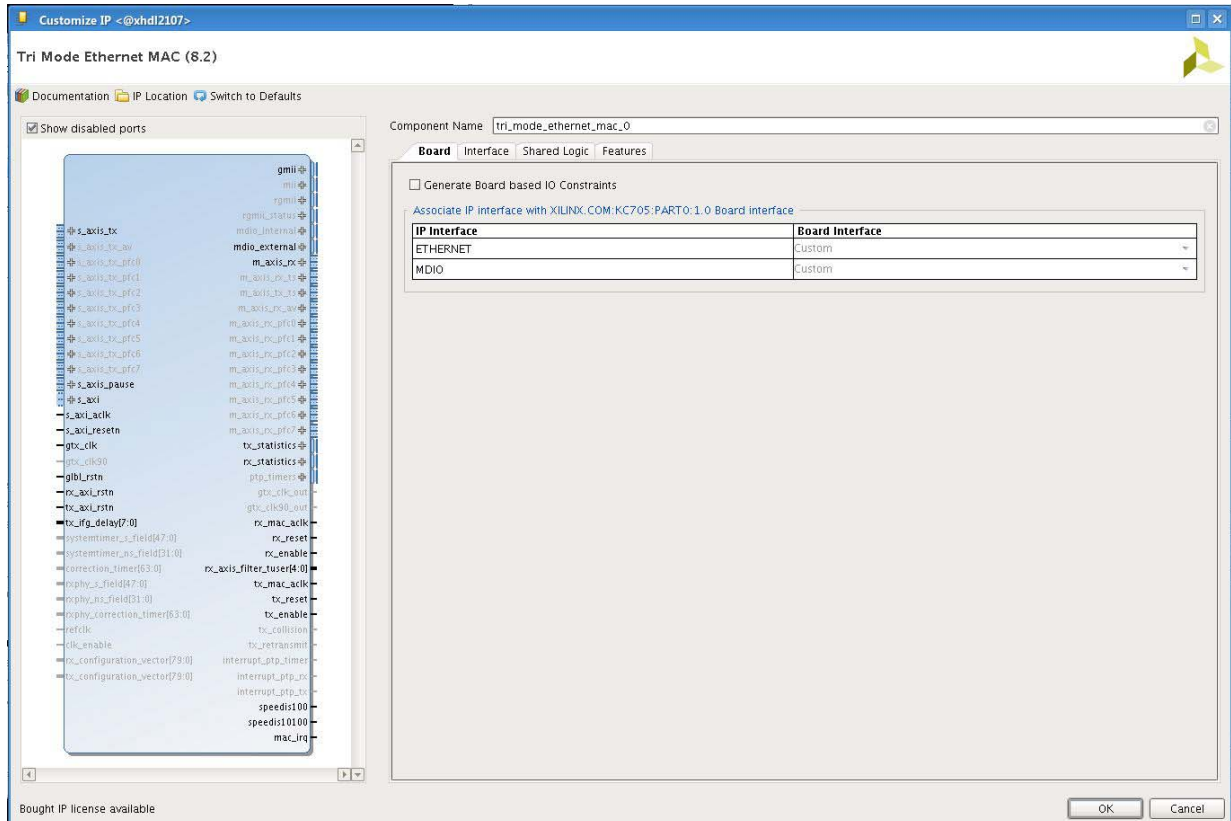 Customize IP <@xhdl2107>
Tri Mode Ethernet MAC (8.2)
Documentation IP Location Switch to Defaults
Show disabled ports
gmii
mii
rgmii
rgmii_status
mdio_internal
s_axis_tx
s_axis_tx_av
mdio_external
s_axis_tx_pfc0
m_axis_rx
s_axis_tx_pfc1
m_axis_rx_ts
s_axis_tx_pfc2
m_axis_tx_ts
s_axis_tx_pfc3
m_axis_rx_av
s_axis_tx_pfc4
m_axis_rx_pfc0
s_axis_tx_pfc5
m_axis_rx_pfc1
s_axis_tx_pfc6
m_axis_rx_pfc2
s_axis_tx_pfc7
m_axis_rx_pfc3
s_axis_pause
m_axis_rx_pfc4
s_axi
m_axis_rx_pfc5
s_axi_aclk
m_axis_rx_pfc6
s_axi_resetn
m_axis_rx_pfc7
gtx_clk
tx_statistics
gtx_clk90
rx_statistics
glbl_rstn
ptp_timers
rx_axi_rstn
gtx_clk_out
tx_axi_rstn
gtx_clk90_out
tx_ifg_delay[7:0]
rx_mac_aclk
systemtimer_s_field[47:0]
rx_reset
systemtimer_ns_field[31:0]
rx_enable
correction_timer[63:0]
rx_axis_filter_tuser[4:0]
rxphy_s_field[47:0]
tx_mac_aclk
rxphy_ns_field[31:0]
tx_reset
rxphy_correction_timer[63:0]
tx_enable
refclk
tx_collision
clk_enable
tx_retransmit
rx_configuration_vector[79:0]
interrupt_ptp_timer
tx_configuration_vector[79:0]
interrupt_ptp_rx
interrupt_ptp_tx
speedis100
speedis10100
mac_irq
Component Name tri_mode_ethernet_mac_0
Board Interface Shared Logic Features
Generate Board based IO Constraints
Associate IP interface with XILINX.COM:KC705:PART0:1.0 Board interface
IP Interface Board Interface
ETHERNET Custom
MDIO Custom
Bought IP license available
OK Cancel